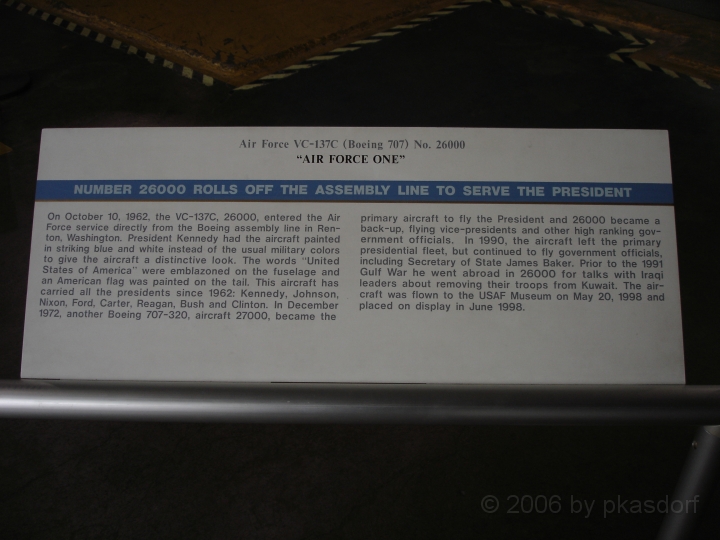 Air Force VC-137C (Boeing 707) No. 26000
"AIR FORCE ONE"
NUMBER 26000 ROLLS OFF THE ASSEMBLY LINE TO SERVE THE PRESIDENT
On October 10, 1962, the VC-137C, 26000, entered the Air
Force service directly from the Boeing assembly line in Ren-
ton, Washington. President Kennedy had the aircraft painted
in striking blue and white instead of the usual military colors
to give the aircraft a distinctive look. The words "United
States of America" were emblazoned on the fuselage and
an American flag was painted on the tail. This aircraft has
carried all the presidents since 1962: Kennedy, Johnson,
Nixon, Ford, Carter, Reagan, Bush and Clinton. In December
1972, another Boeing 707-320, aircraft 27000, became the
primary aircraft to fly the President and 26000 became a
back-up, flying vice-presidents and other high ranking gov-
ernment officials. In 1990, the aircraft left the primary
presidential fleet, but continued to fly government officials,
including Secretary of State James Baker. Prior to the 1991
Gulf War he went abroad in 26000 for talks with Iraqi
leaders about removing their troops from Kuwait. The air-
craft was flown to the USAF Museum on May 20, 1998 and
placed on display in June 1998.
© 2006 by pkasdorf